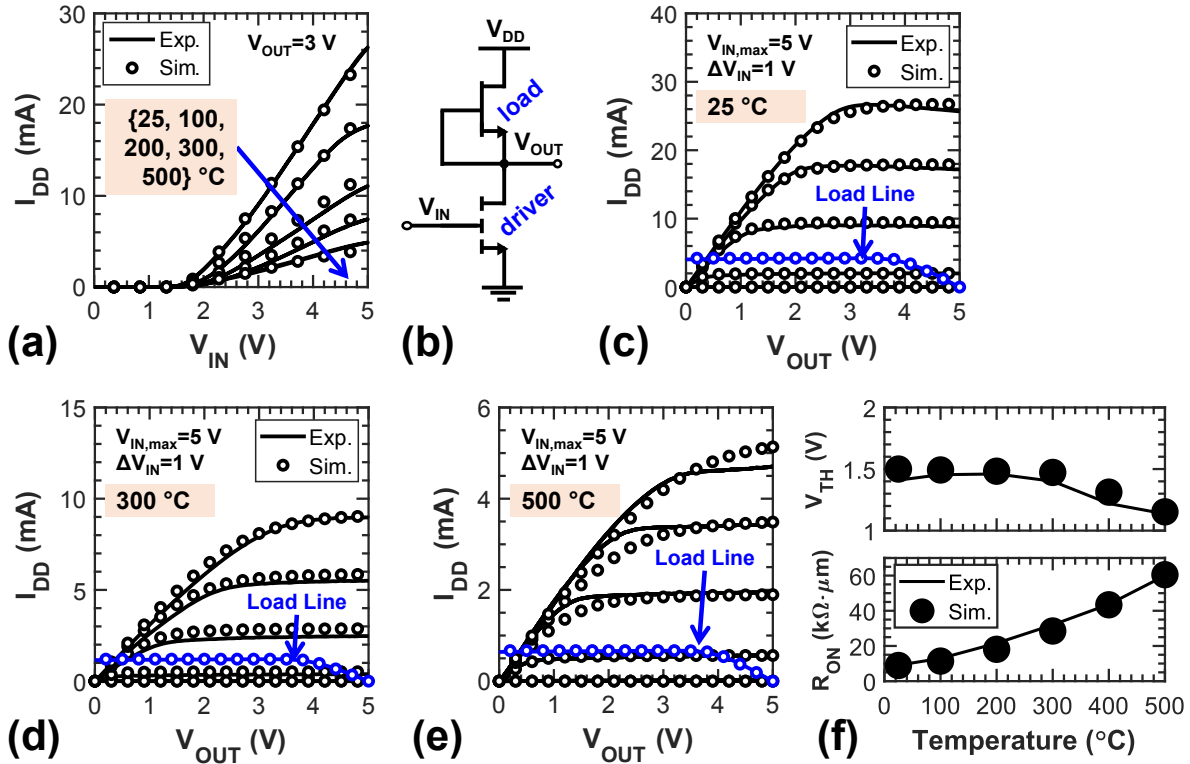 I_DD (mA)
30
20
10
0
Exp.
Sim.
V_OUT=3 V
{25, 100,
200, 300,
500} °C
0 1 2 3 4 5
V_IN (V)
(a)
V_DD
load
V_OUT
V_IN
driver
(b)
I_DD (mA)
40
30
20
10
0
V_IN,max=5 V
ΔV_IN=1 V
25 °C
Exp.
Sim.
Load Line
0 1 2 3 4 5
V_OUT (V)
(c)
I_DD (mA)
15
10
5
0
V_IN,max=5 V
ΔV_IN=1 V
300 °C
Exp.
Sim.
Load Line
0 1 2 3 4 5
V_OUT (V)
(d)
I_DD (mA)
6
4
2
0
V_IN,max=5 V
ΔV_IN=1 V
500 °C
Load Line
0 1 2 3 4 5
V_OUT (V)
(e)
V_TH (V)
2
1.5
1
R_ON (kΩ·μm)
60
40
20
0
Exp.
Sim.
0 100 200 300 400 500
Temperature (°C)
(f)